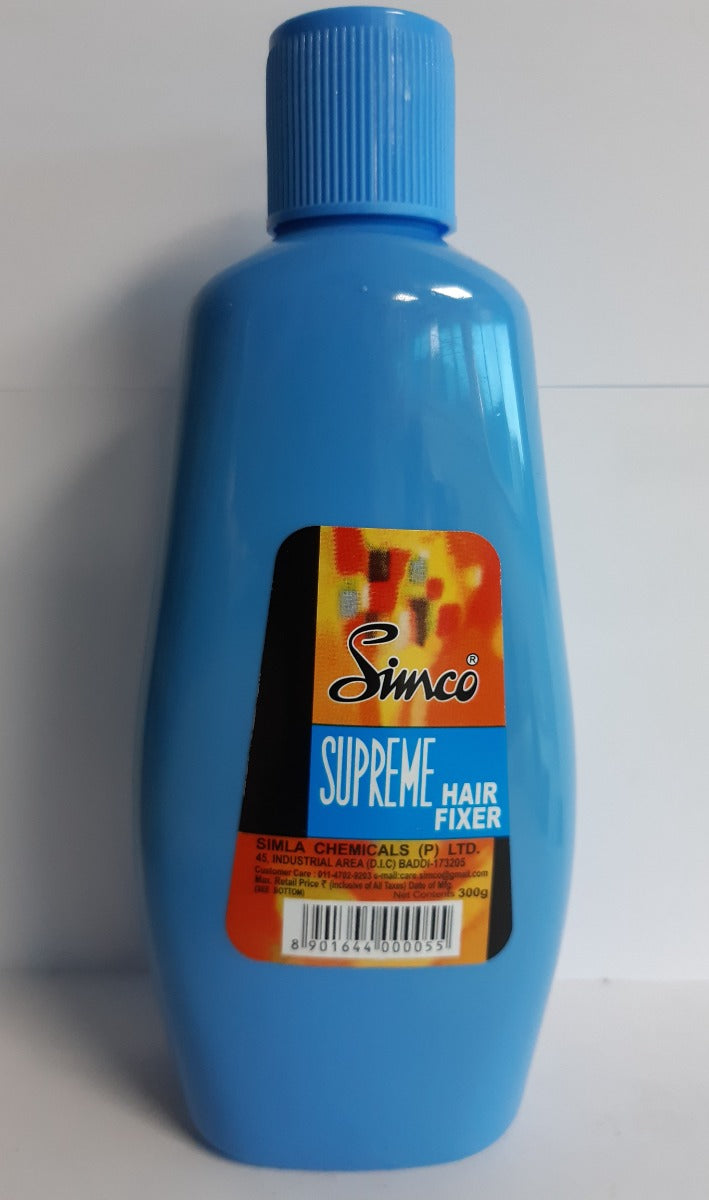 Simco®
SUPREME HAIR
FIXER
SIMLA CHEMICALS (P) LTD.
45, INDUSTRIAL AREA (D.I.C) BADDI-173205
Customer Care : 011-4702-9203 e-mail:care.simco@gmail.com
Max. Retail Price ₹ (inclusive of All Taxes) Date of Mfg.
(SEE BOTTOM) Net Contents 300g
8 901644 000055